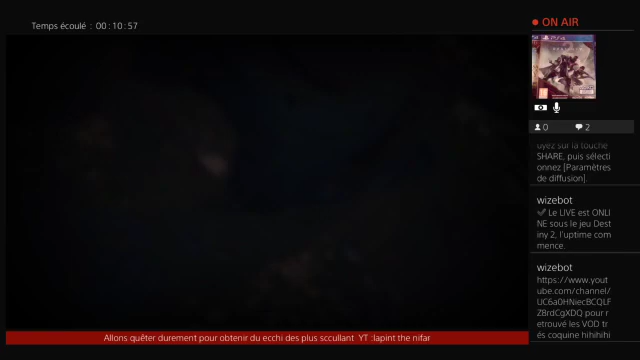 Temps écoulé : 00:10:57
ON AIR
0
2
uyez sur la touche
SHARE, puis sélecti
onnez [Paramètres
de diffusion].
wizebot
Le LIVE est ONLI
NE sous le jeu Dest
iny 2, l'uptime com
mence.
wizebot
https://www.yout
ube.com/channel/
UC6a0HNiecBCQLF
ZBrdCgXDQ pour r
etrouvé les VOD tr
és coquine hihihihi
Allons quêter durement pour obtenir du ecchi des plus sccullant YT :lapint the nifar